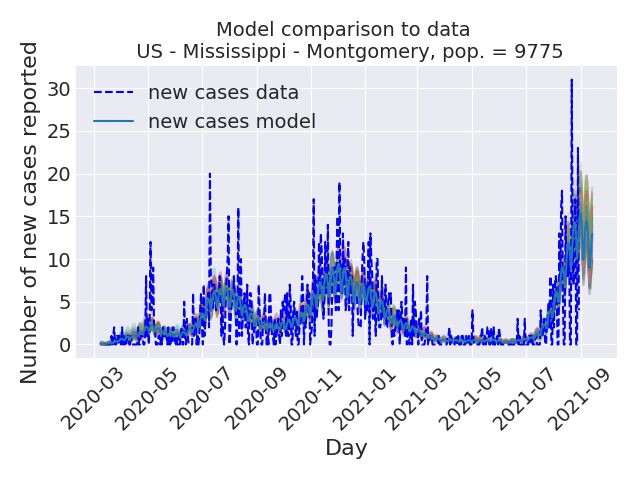 Model comparison to data
US - Mississippi - Montgomery, pop. = 9775
Number of new cases reported
30
25
20
15
10
5
0
new cases data
new cases model
2020-03
2020-05
2020-07
2020-09
2020-11
2021-01
2021-03
2021-05
2021-07
2021-09
Day